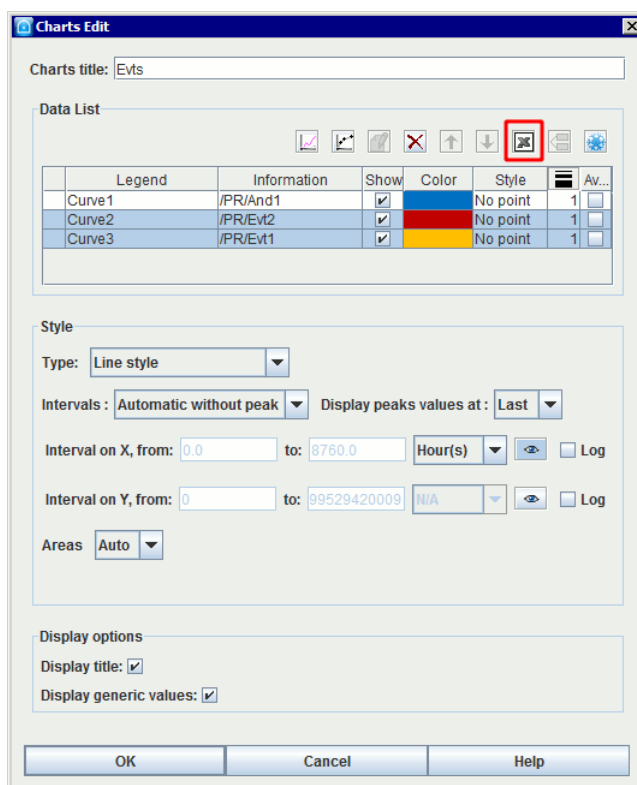 Charts Edit
Charts title: Evts
Data List
Legend Information Show Color Style Av...
Curve1 /PR/And1 No point 1
Curve2 /PR/Evt2 No point 1
Curve3 /PR/Evt1 No point 1
Style
Type: Line style
Intervals : Automatic without peak Display peaks values at : Last
Interval on X, from: 0.0 to: 8760.0 Hour(s) Log
Interval on Y, from: 0 to: 99529420009 N/A Log
Areas Auto
Display options
Display title:
Display generic values:
OK Cancel Help